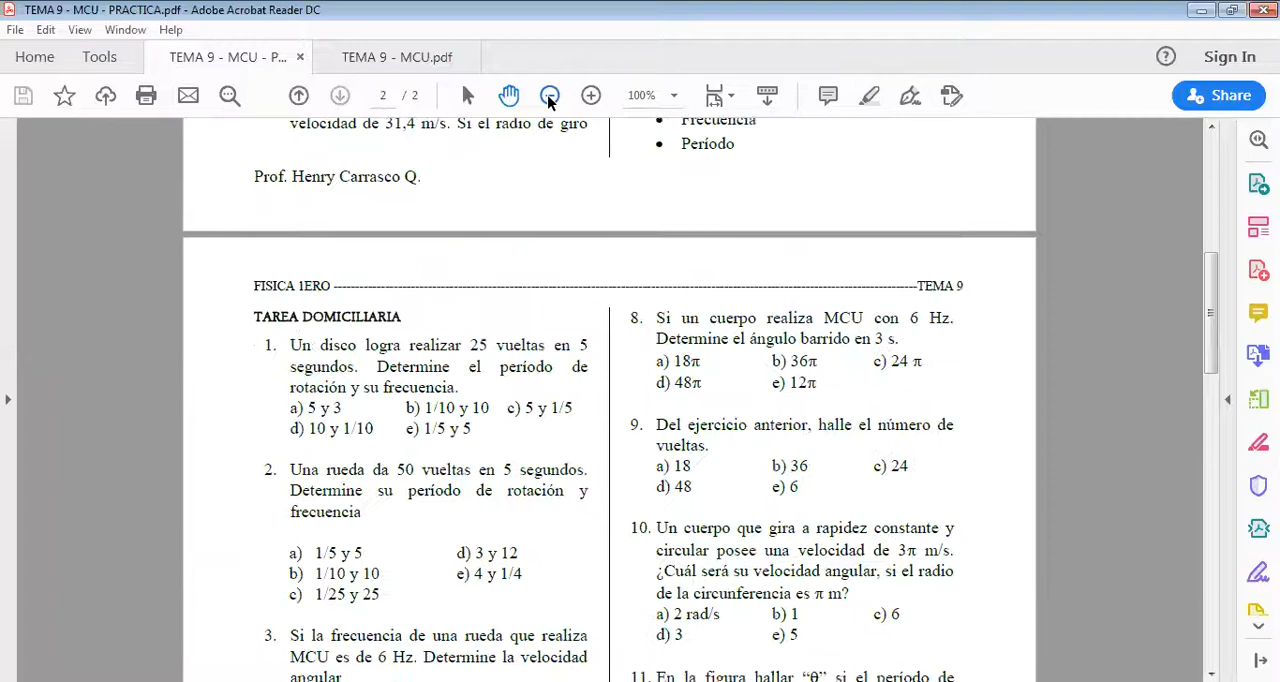 TEMA 9 - MCU - PRACTICA.pdf - Adobe Acrobat Reader DC
File Edit View Window Help
Home Tools TEMA 9 - MCU - P... × TEMA 9 - MCU.pdf Sign In
2 / 2 100% Share
velocidad de 31,4 m/s. Si el radio de giro
Prof. Henry Carrasco Q.
• Frecuencia
• Período
FISICA 1ERO ---TEMA 9
TAREA DOMICILIARIA
1. Un disco logra realizar 25 vueltas en 5
segundos. Determine el período de
rotación y su frecuencia.
a) 5 y 3 b) 1/10 y 10 c) 5 y 1/5
d) 10 y 1/10 e) 1/5 y 5
2. Una rueda da 50 vueltas en 5 segundos.
Determine su período de rotación y
frecuencia
a) 1/5 y 5 d) 3 y 12
b) 1/10 y 10 e) 4 y 1/4
c) 1/25 y 25
3. Si la frecuencia de una rueda que realiza
MCU es de 6 Hz. Determine la velocidad
angular
8. Si un cuerpo realiza MCU con 6 Hz.
Determine el ángulo barrido en 3 s.
a) 18π b) 36π c) 24 π
d) 48π e) 12π
9. Del ejercicio anterior, halle el número de
vueltas.
a) 18 b) 36 c) 24
d) 48 e) 6
10. Un cuerpo que gira a rapidez constante y
circular posee una velocidad de 3π m/s.
¿Cuál será su velocidad angular, si el radio
de la circunferencia es π m?
a) 2 rad/s b) 1 c) 6
d) 3 e) 5
11. En la figura hallar “θ” si el período de